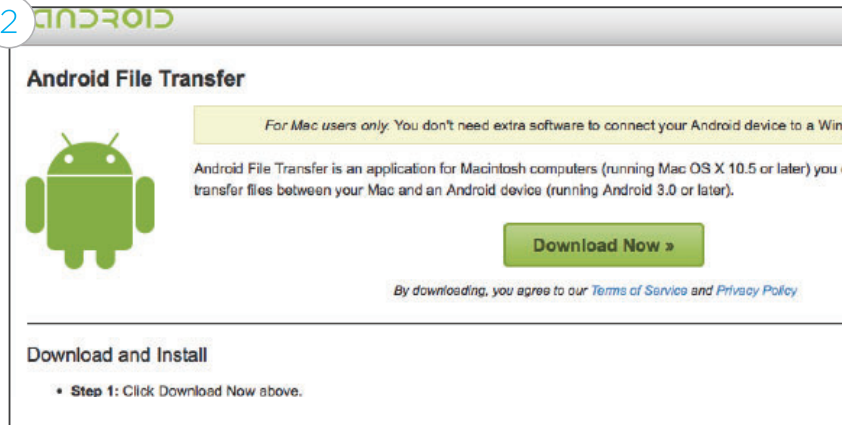 2
ANDROID
Android File Transfer
For Mac users only. You don't need extra software to connect your Android device to a Win
Android File Transfer is an application for Macintosh computers (running Mac OS X 10.5 or later) you
transfer files between your Mac and an Android device (running Android 3.0 or later).
Download Now »
By downloading, you agree to our Terms of Service and Privacy Policy
Download and Install
• Step 1: Click Download Now above.